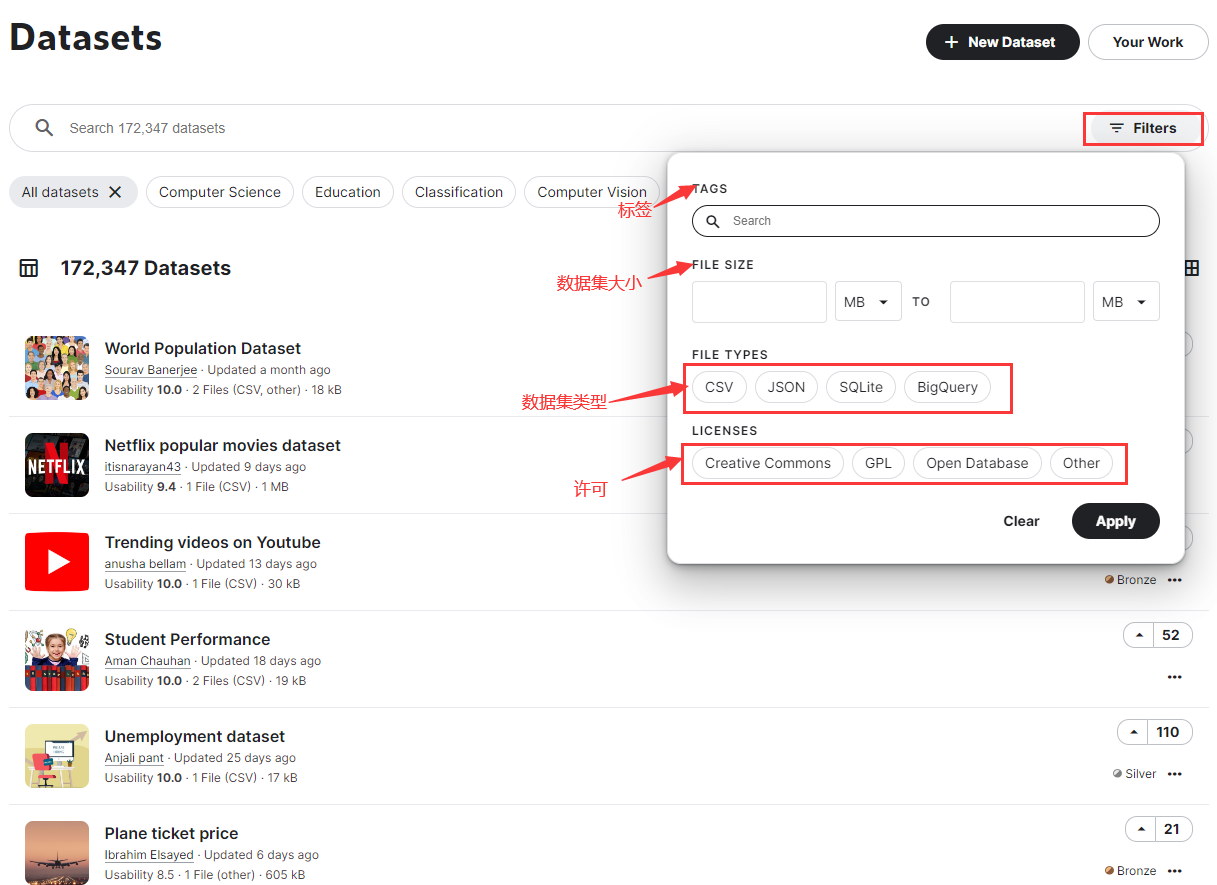 Datasets
New Dataset
Your Work
Search 172,347 datasets
Filters
All datasets
Computer Science
Education
Classification
Computer Vision
TAGS
标签
Search
172,347 Datasets
FILE SIZE
数据集大小
MB TO MB
FILE TYPES
数据集类型
CSV JSON SQLite BigQuery
LICENSES
许可
Creative Commons GPL Open Database Other
Clear Apply
World Population Dataset
Sourav Banerjee · Updated a month ago
Usability 10.0 · 2 Files (CSV, other) · 18 kB
NETFLIX
Netflix popular movies dataset
itisnarayan43 · Updated 9 days ago
Usability 9.4 · 1 File (CSV) · 1 MB
Trending videos on Youtube
anusha bellam · Updated 13 days ago
Usability 10.0 · 1 File (CSV) · 30 kB
Bronze
Student Performance
Aman Chauhan · Updated 18 days ago
Usability 10.0 · 2 Files (CSV) · 19 kB
52
Unemployment dataset
Anjali pant · Updated 25 days ago
Usability 10.0 · 1 File (CSV) · 17 kB
110
Silver
Plane ticket price
Ibrahim Elsayed · Updated 6 days ago
Usability 8.5 · 1 File (other) · 605 kB
21
Bronze